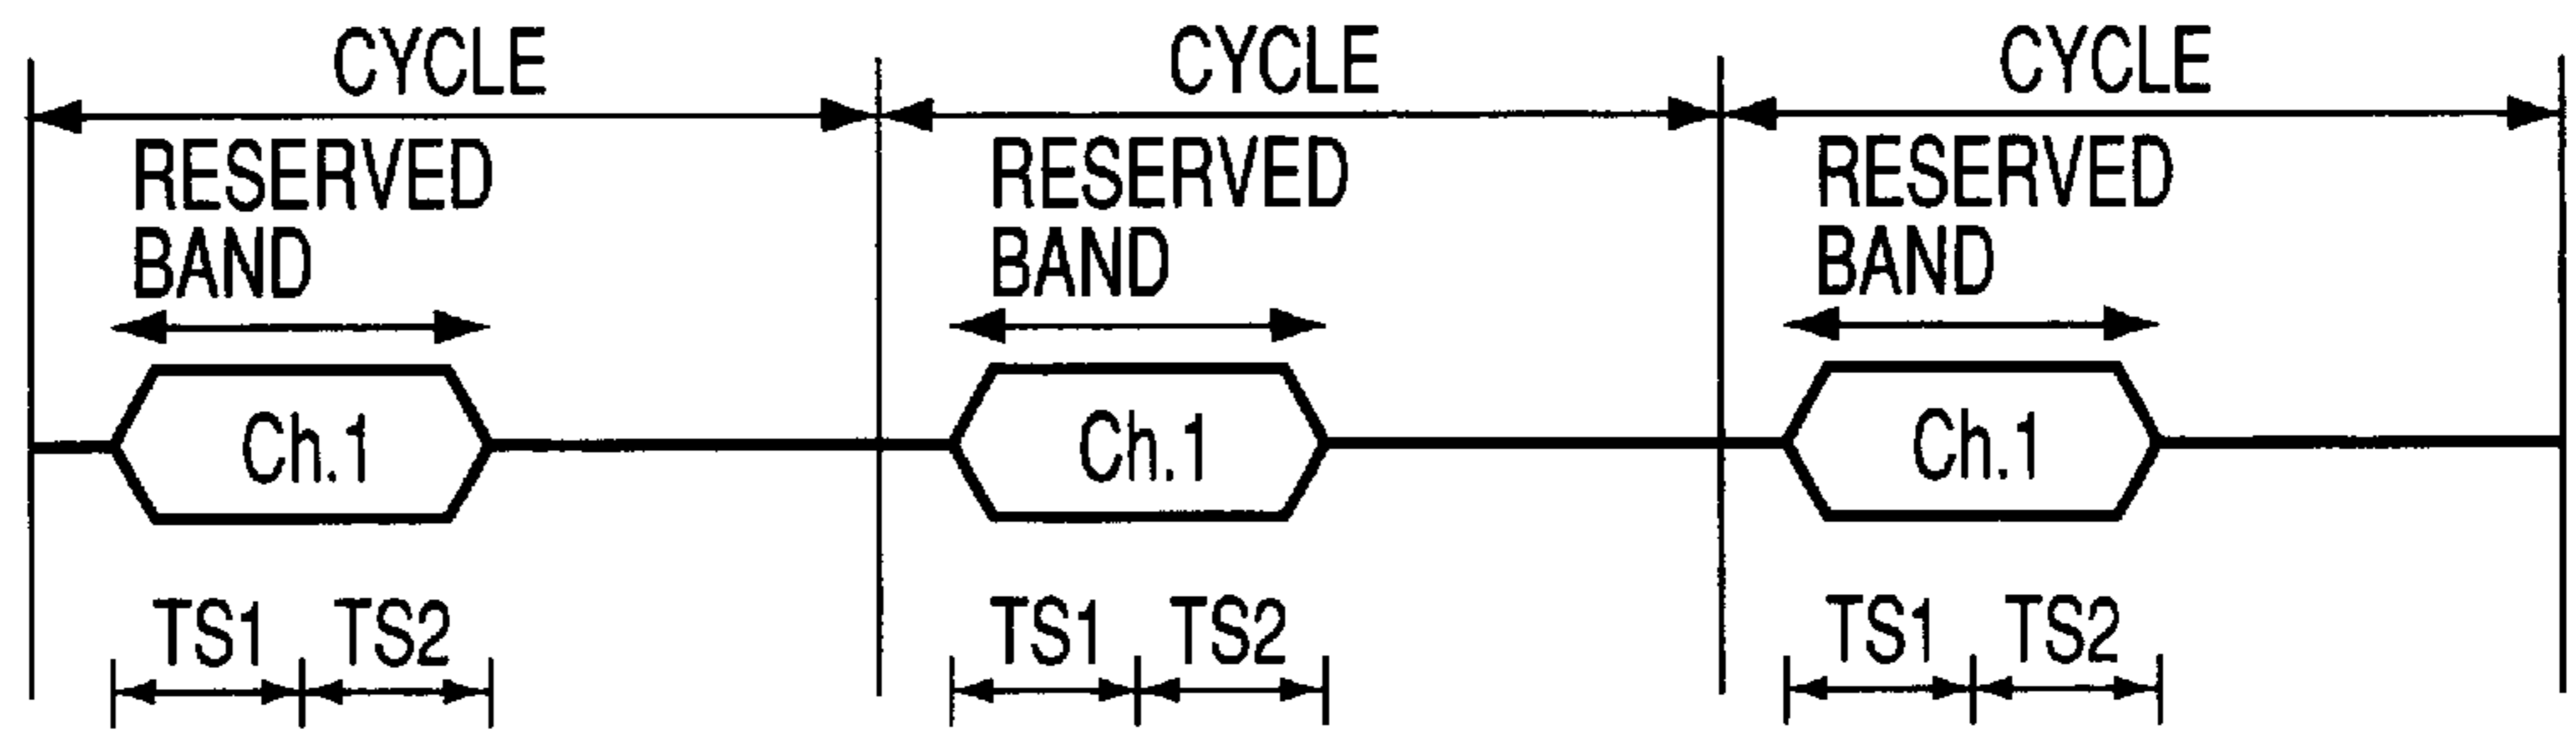 CYCLE CYCLE CYCLE
RESERVED BAND RESERVED BAND RESERVED BAND
Ch.1 Ch.1 Ch.1
TS1 TS2 TS1 TS2 TS1 TS2